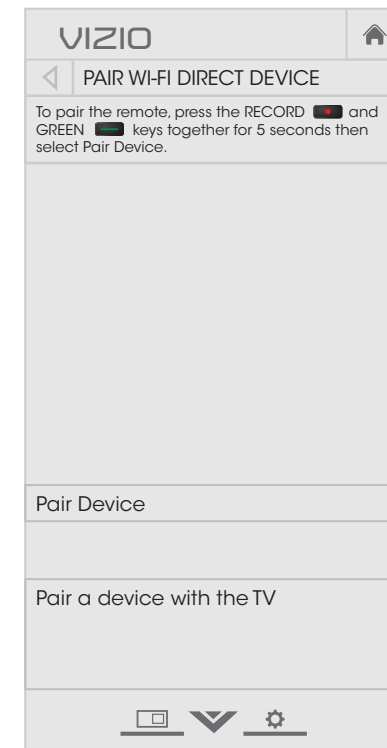 VIZIO
PAIR WI-FI DIRECT DEVICE
To pair the remote, press the RECORD and
GREEN keys together for 5 seconds then
select Pair Device.
Pair Device
Pair a device with the TV